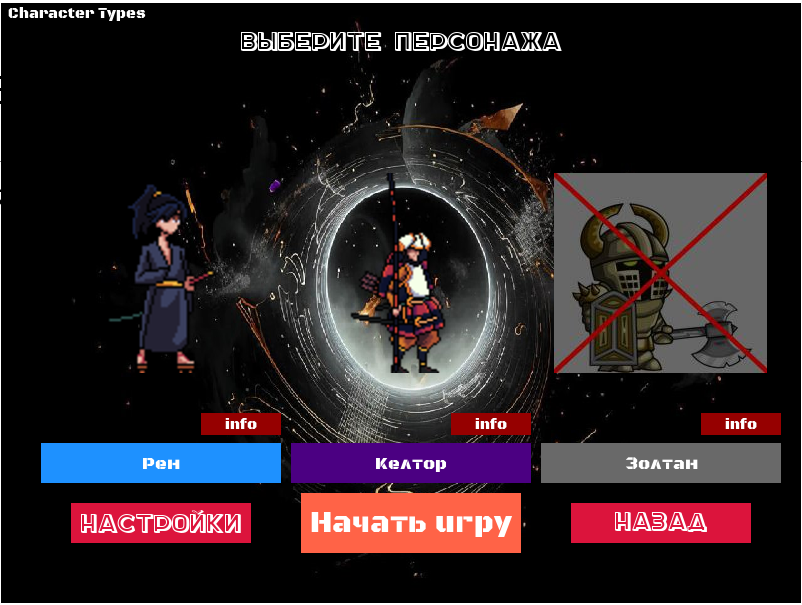 Character Types
ВЫБЕРИТЕ ПЕРСОНАЖА
info
info
info
Рен
Келтор
Золтан
НАСТРОЙКИ
Начать игру
НАЗАД